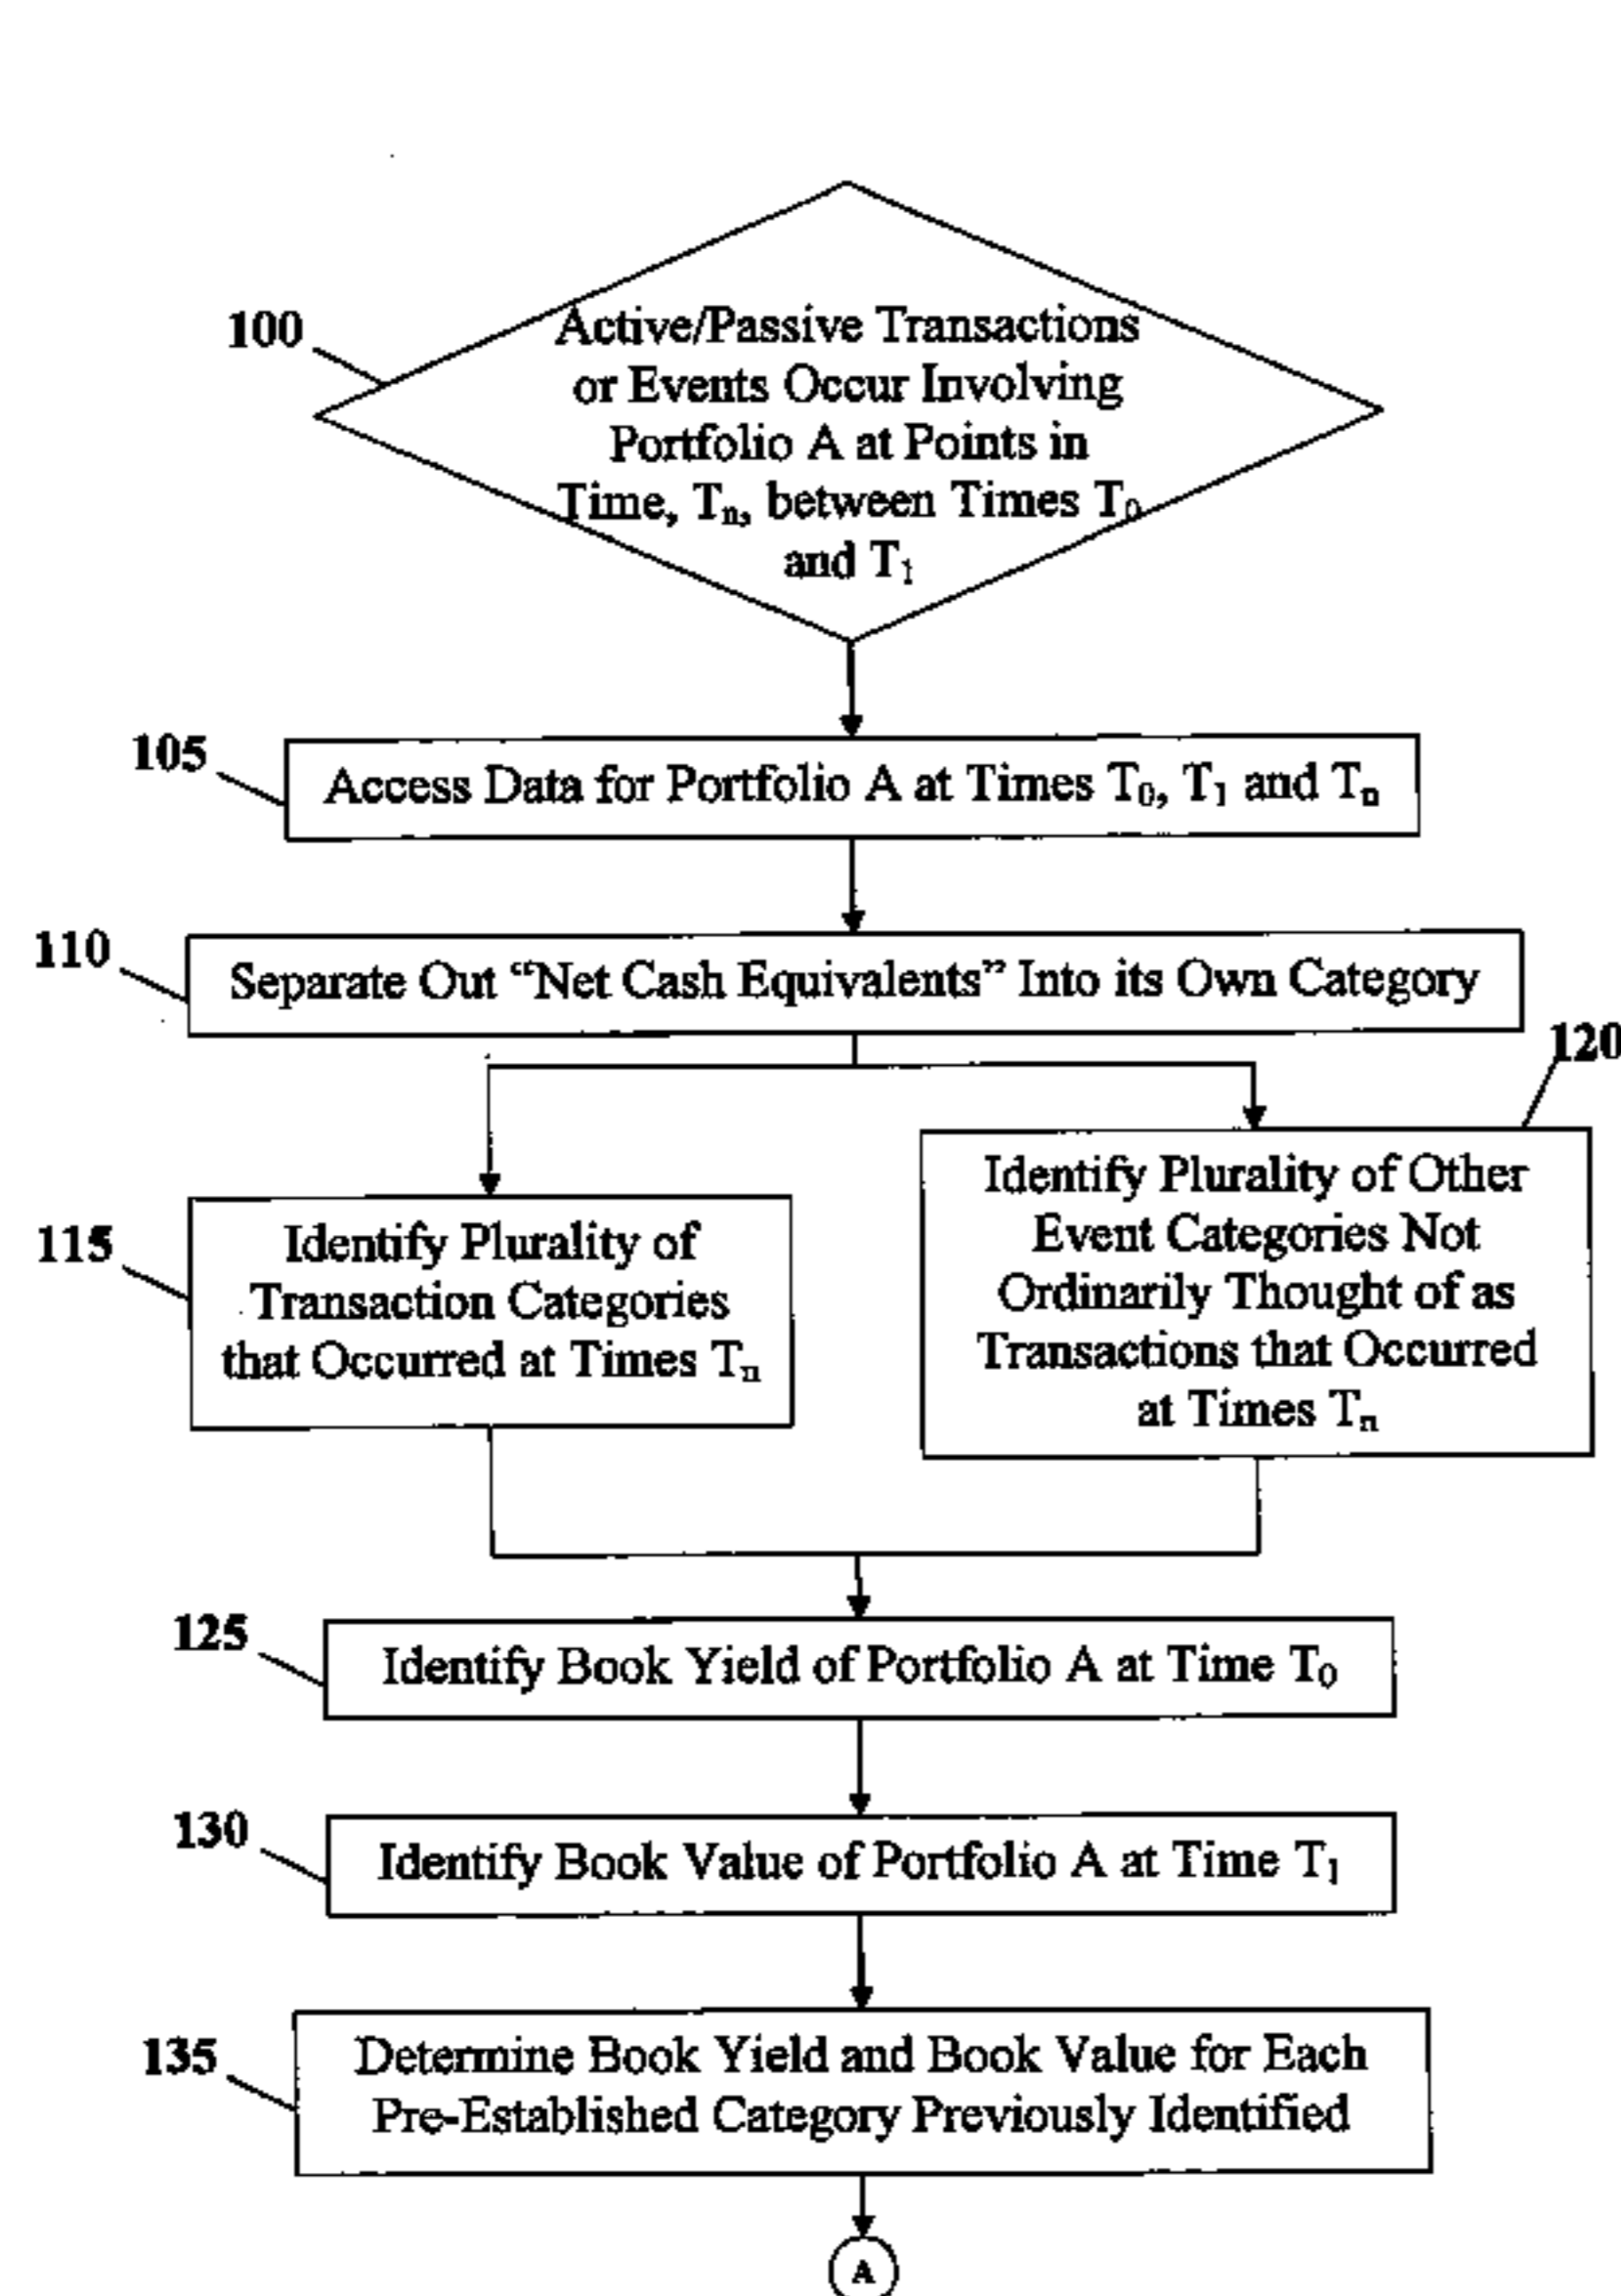 100
Active/Passive Transactions
or Events Occur Involving
Portfolio A at Points in
Time, Tₙ, between Times T₀
and T₁
105
Access Data for Portfolio A at Times T₀, T₁ and Tₙ
110
Separate Out “Net Cash Equivalents” Into its Own Category
120
115
Identify Plurality of
Transaction Categories
that Occurred at Times Tₙ
Identify Plurality of Other
Event Categories Not
Ordinarily Thought of as
Transactions that Occurred
at Times Tₙ
125
Identify Book Yield of Portfolio A at Time T₀
130
Identify Book Value of Portfolio A at Time T₁
135
Determine Book Yield and Book Value for Each
Pre-Established Category Previously Identified
A